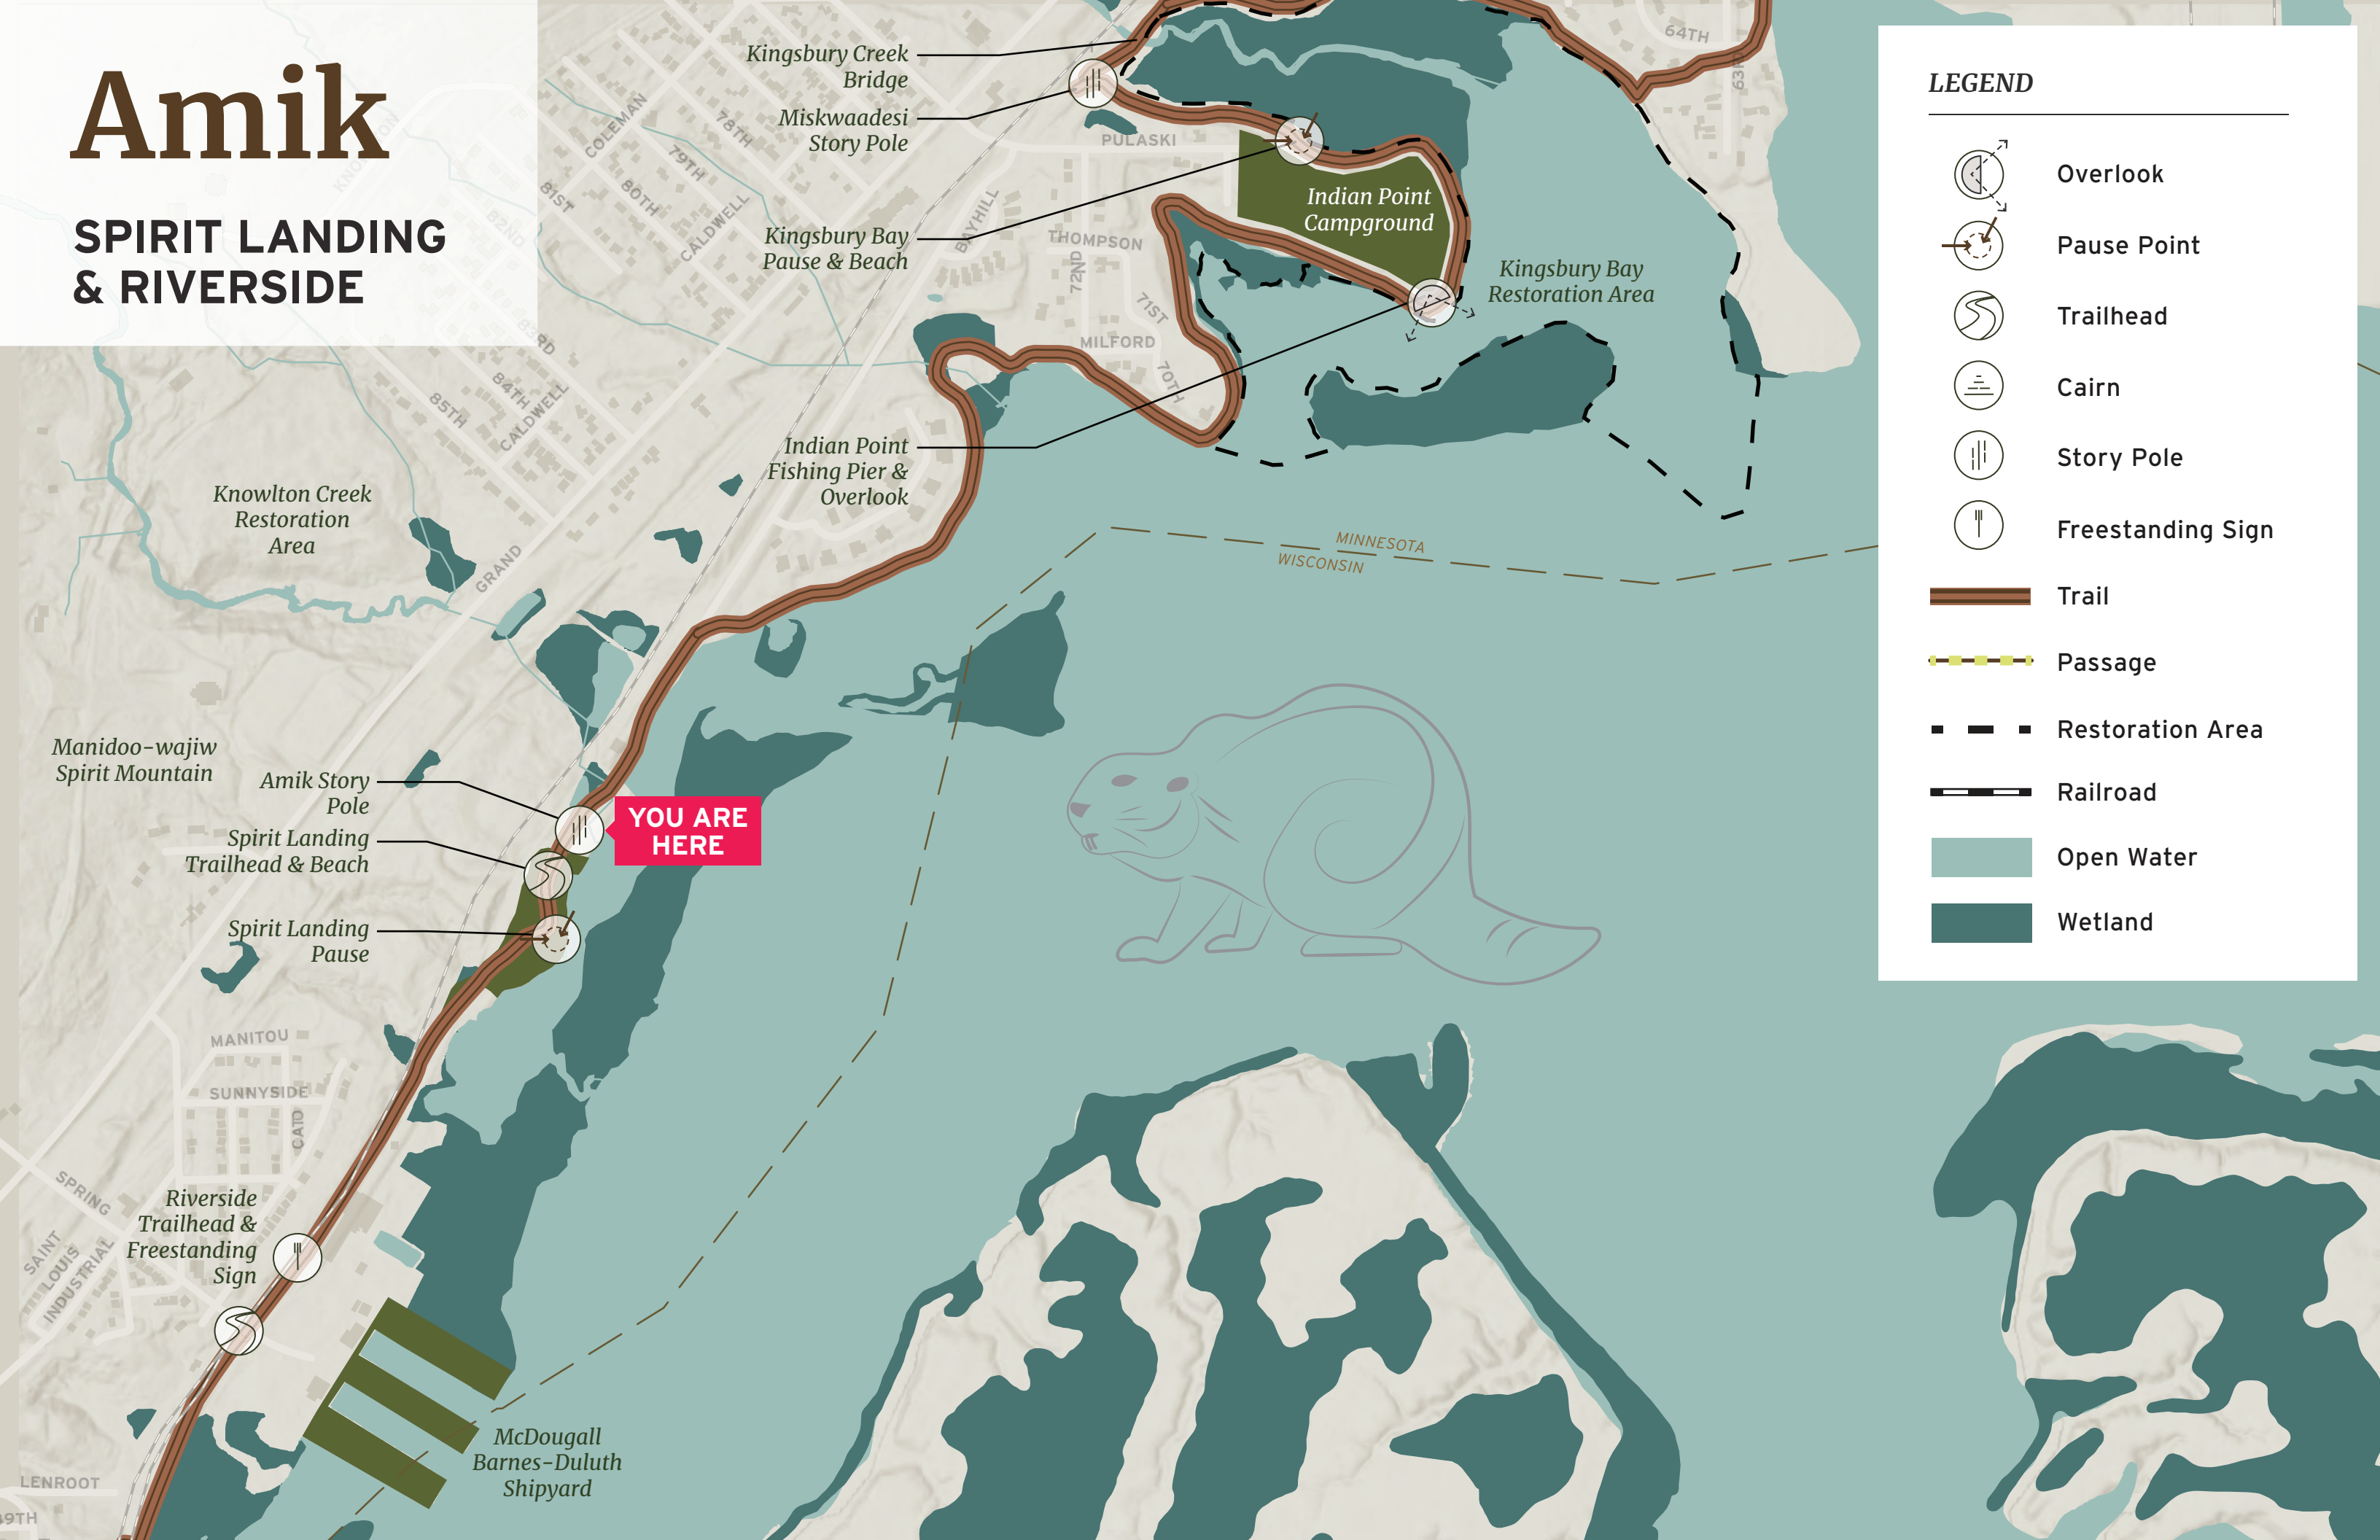 Amik
SPIRIT LANDING
& RIVERSIDE
Kingsbury Creek
Bridge
Miskwaadesi
Story Pole
Kingsbury Bay
Pause & Beach
Indian Point
Fishing Pier &
Overlook
Indian Point
Campground
Kingsbury Bay
Restoration Area
64TH
PULASKI
BAYHILL
THOMPSON
72ND
71ST
MILFORD
70TH
COLEMAN
78TH
79TH
80TH
81ST
82ND
CALDWELL
84TH
85TH
CALDWELL
GRAND
Knowlton Creek
Restoration
Area
MINNESOTA
WISCONSIN
Manidoo-wajiw
Spirit Mountain
Amik Story
Pole
Spirit Landing
Trailhead & Beach
Spirit Landing
Pause
YOU ARE
HERE
MANITOU
SUNNYSIDE
CATO
SPRING
SAINT
LOUIS
INDUSTRIAL
Riverside
Trailhead &
Freestanding
Sign
LENROOT
McDougall
Barnes-Duluth
Shipyard
LEGEND
Overlook
Pause Point
Trailhead
Cairn
Story Pole
Freestanding Sign
Trail
Passage
Restoration Area
Railroad
Open Water
Wetland